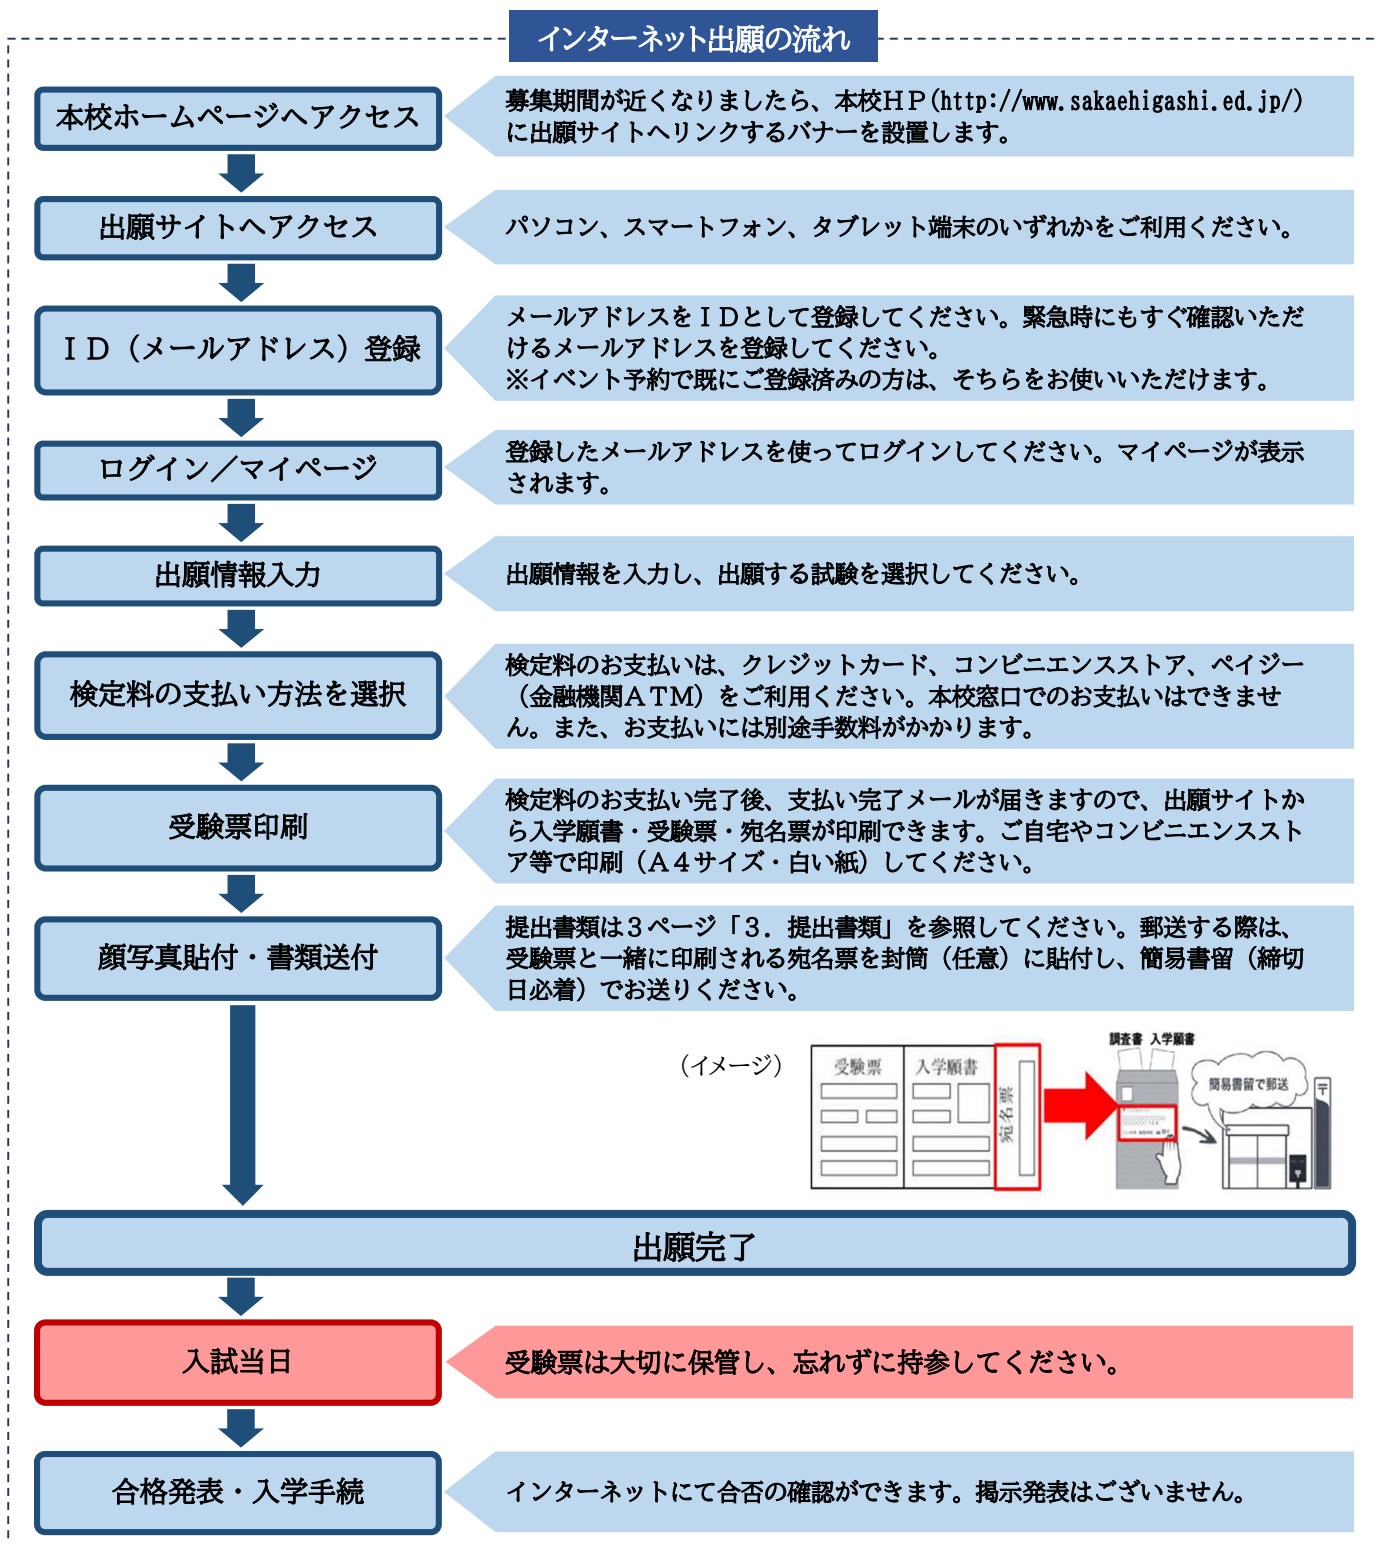 インターネット出願の流れ
本校ホームページへアクセス
募集期間が近くなりましたら、本校ＨＰ(http://www.sakaehigashi.ed.jp/)
に出願サイトへリンクするバナーを設置します。
出願サイトへアクセス
パソコン、スマートフォン、タブレット端末のいずれかをご利用ください。
ＩＤ（メールアドレス）登録
メールアドレスをＩＤとして登録してください。緊急時にもすぐ確認いただ
けるメールアドレスを登録してください。
※イベント予約で既にご登録済みの方は、そちらをお使いいただけます。
ログイン／マイページ
登録したメールアドレスを使ってログインしてください。マイページが表示
されます。
出願情報入力
出願情報を入力し、出願する試験を選択してください。
検定料の支払い方法を選択
検定料のお支払いは、クレジットカード、コンビニエンスストア、ペイジー
（金融機関ＡＴＭ）をご利用ください。本校窓口でのお支払いはできませ
ん。また、お支払いには別途手数料がかかります。
受験票印刷
検定料のお支払い完了後、支払い完了メールが届きますので、出願サイトか
ら入学願書・受験票・宛名票が印刷できます。ご自宅やコンビニエンススト
ア等で印刷（Ａ４サイズ・白い紙）してください。
顔写真貼付・書類送付
提出書類は３ページ「３．提出書類」を参照してください。郵送する際は、
受験票と一緒に印刷される宛名票を封筒（任意）に貼付し、簡易書留（締切
日必着）でお送りください。
（イメージ）
受験票
入学願書
宛名票
調査書 入学願書
簡易書留で郵送
〒
出願完了
入試当日
受験票は大切に保管し、忘れずに持参してください。
合格発表・入学手続
インターネットにて合否の確認ができます。掲示発表はございません。